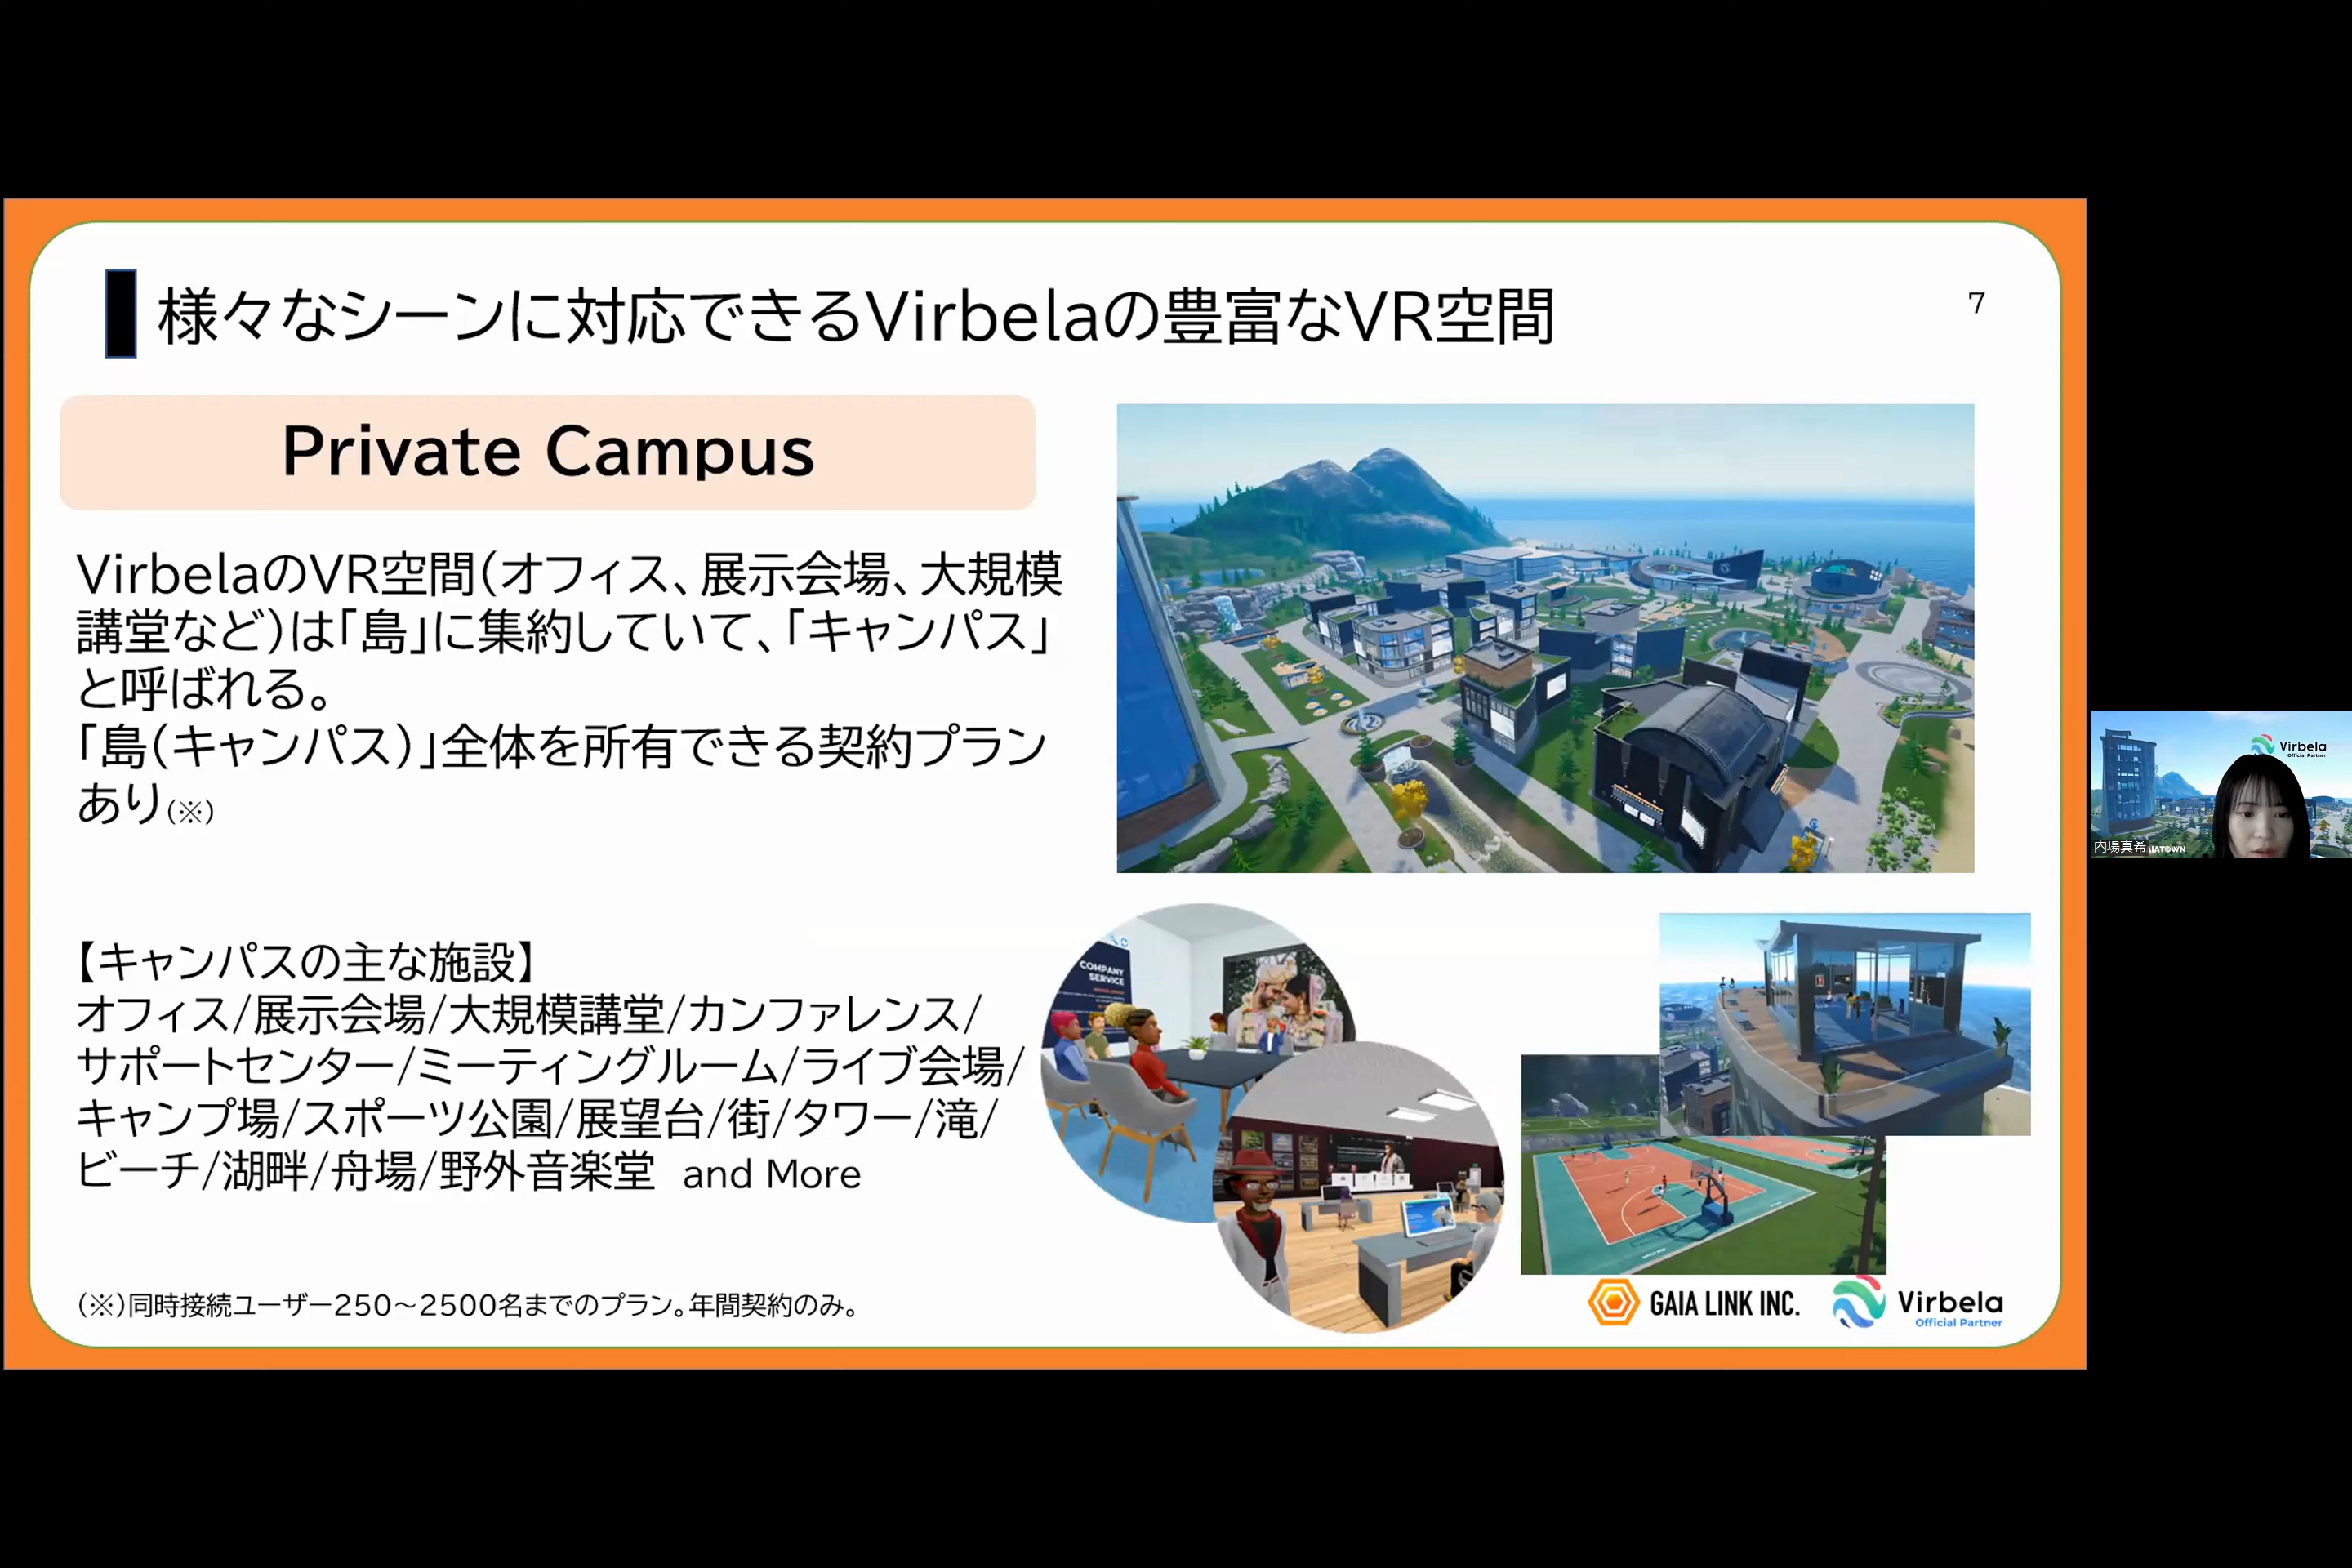 様々なシーンに対応できるVirbelaの豊富なVR空間
7
Private Campus
VirbelaのVR空間(オフィス、展示会場、大規模
講堂など)は「島」に集約していて、「キャンパス」
と呼ばれる。
「島(キャンパス)」全体を所有できる契約プラン
あり(※)
【キャンパスの主な施設】
オフィス/展示会場/大規模講堂/カンファレンス/
サポートセンター/ミーティングルーム/ライブ会場/
キャンプ場/スポーツ公園/展望台/街/タワー/滝/
ビーチ/湖畔/舟場/野外音楽堂 and More
(※)同時接続ユーザー250~2500名までのプラン。年間契約のみ。
COMPANY
SERVICE
GAIA LINK INC.
Virbela
Official Partner
Virbela
Official Partner
内場真希